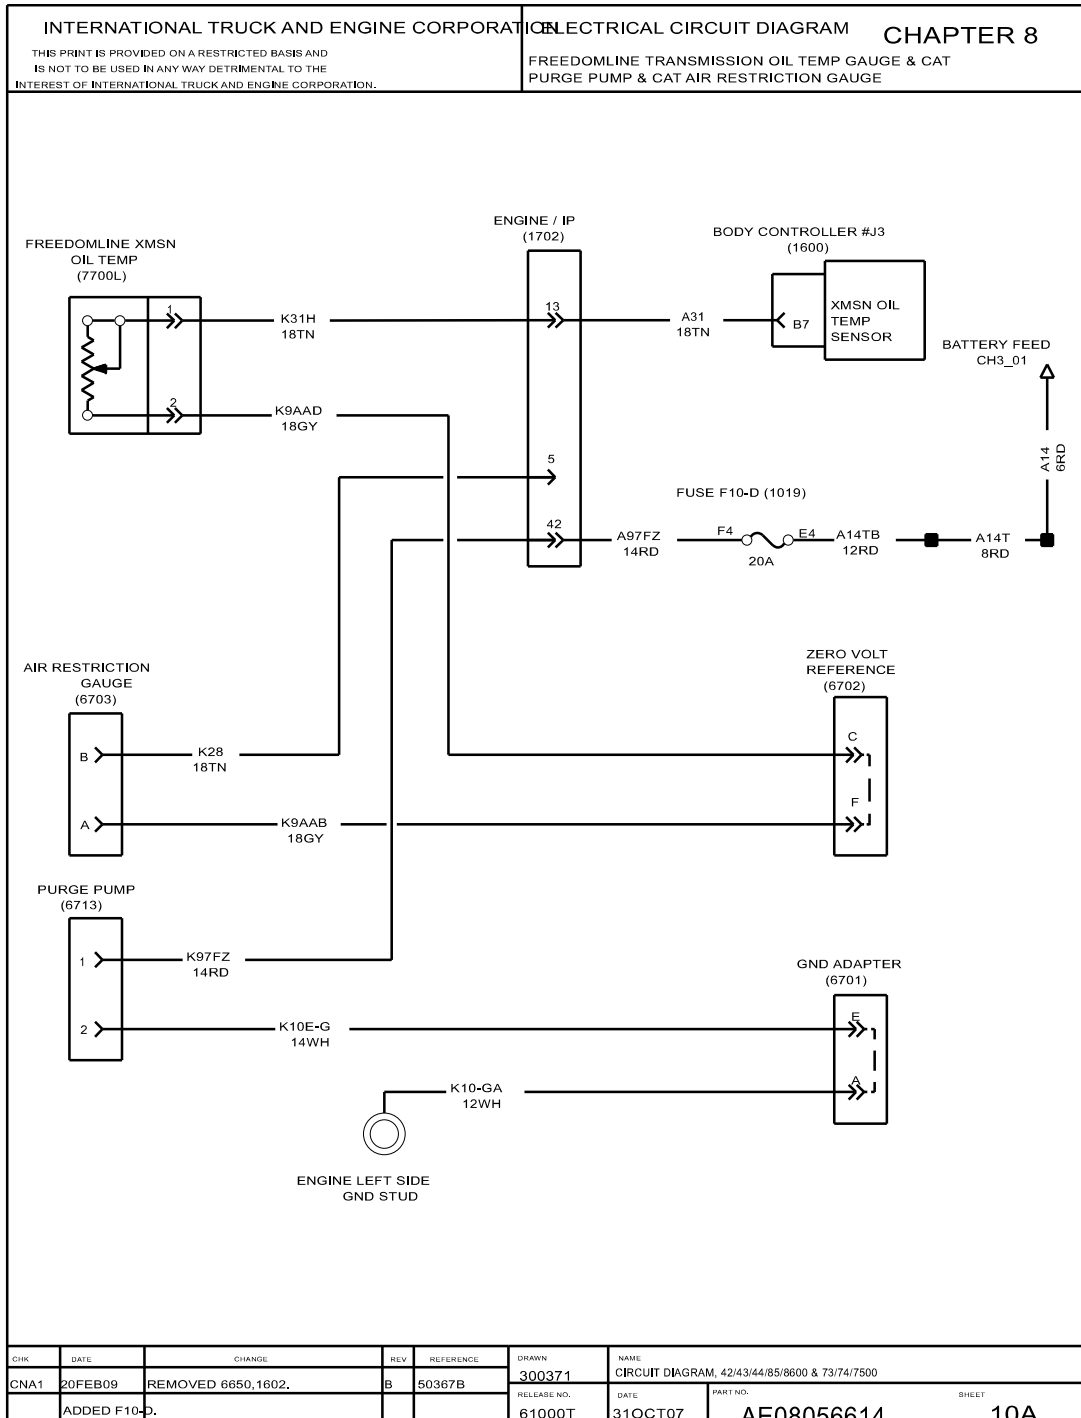 INTERNATIONAL TRUCK AND ENGINE CORPORATION
THIS PRINT IS PROVIDED ON A RESTRICTED BASIS AND
IS NOT TO BE USED IN ANY WAY DETRIMENTAL TO THE
INTEREST OF INTERNATIONAL TRUCK AND ENGINE CORPORATION.
ELECTRICAL CIRCUIT DIAGRAM
CHAPTER 8
FREEDOMLINE TRANSMISSION OIL TEMP GAUGE & CAT
PURGE PUMP & CAT AIR RESTRICTION GAUGE
ENGINE / IP
(1702)
BODY CONTROLLER #J3
(1600)
FREEDOMLINE XMSN
OIL TEMP
(7700L)
1
K31H
18TN
13
A31
18TN
B7
XMSN OIL
TEMP
SENSOR
BATTERY FEED
CH3_01
2
K9AAD
18GY
A14
6RD
5
FUSE F10-D (1019)
42
A97FZ
14RD
F4
20A
E4
A14TB
12RD
A14T
8RD
AIR RESTRICTION
GAUGE
(6703)
ZERO VOLT
REFERENCE
(6702)
B
K28
18TN
C
A
K9AAB
18GY
F
PURGE PUMP
(6713)
1
K97FZ
14RD
GND ADAPTER
(6701)
2
K10E-G
14WH
E
K10-GA
12WH
A
ENGINE LEFT SIDE
GND STUD
CHK
DATE
CHANGE
REV
REFERENCE
DRAWN
300371
NAME
CIRCUIT DIAGRAM, 42/43/44/85/8600 & 73/74/7500
CNA1
20FEB09
REMOVED 6650,1602.
B
50367B
ADDED F10-D.
RELEASE NO.
61000T
DATE
31OCT07
PART NO.
AE08056614
SHEET
10A